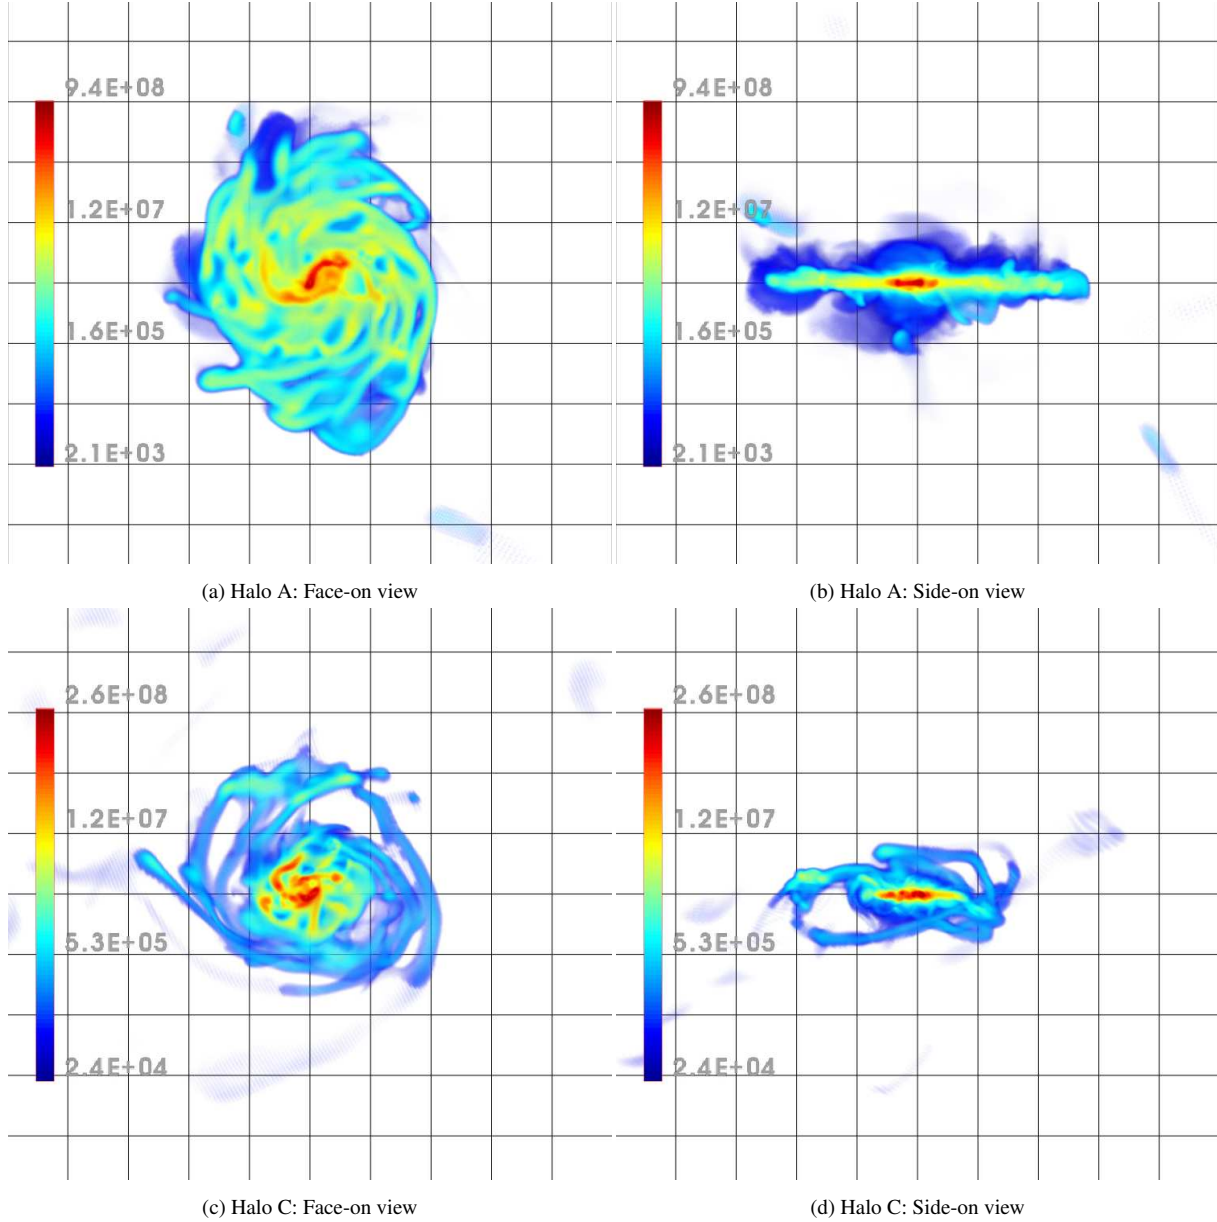 9.4E+08
1.2E+07
1.6E+05
2.1E+03
9.4E+08
1.2E+07
1.6E+05
2.1E+03
(a) Halo A: Face-on view
(b) Halo A: Side-on view
2.6E+08
1.2E+07
5.3E+05
2.4E+04
2.6E+08
1.2E+07
5.3E+05
2.4E+04
(c) Halo C: Face-on view
(d) Halo C: Side-on view